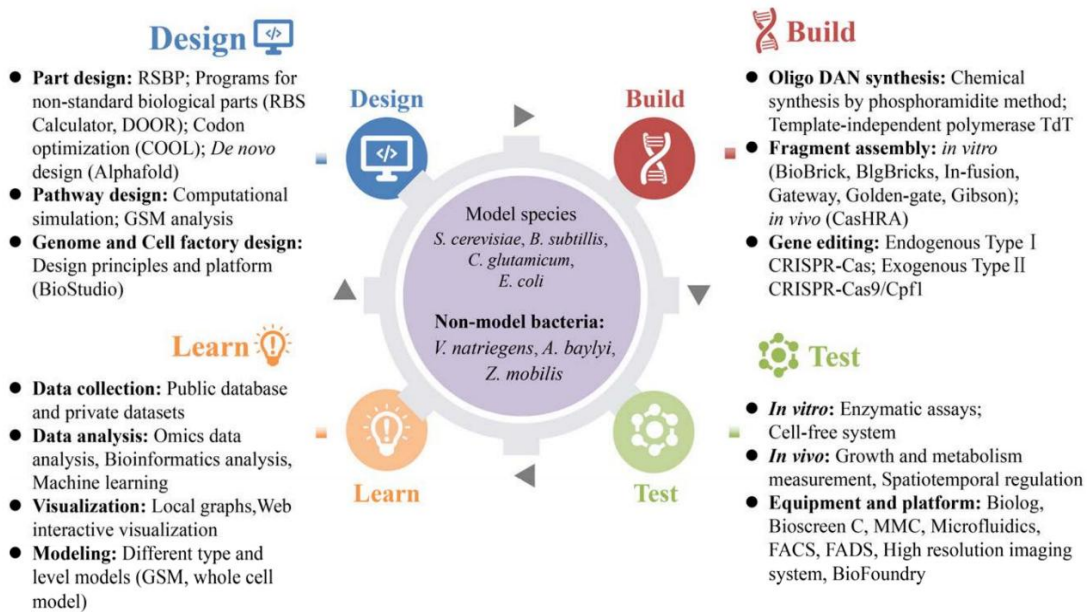 Design
● Part design: RSBP; Programs for
non-standard biological parts (RBS
Calculator, DOOR); Codon
optimization (COOL); De novo
design (Alphafold)
● Pathway design: Computational
simulation; GSM analysis
● Genome and Cell factory design:
Design principles and platform
(BioStudio)
Learn
● Data collection: Public database
and private datasets
● Data analysis: Omics data
analysis, Bioinformatics analysis,
Machine learning
● Visualization: Local graphs,Web
interactive visualization
● Modeling: Different type and
level models (GSM, whole cell
model)
Design
</>
Build
Model species
S. cerevisiae, B. subtillis,
C. glutamicum,
E. coli
Non-model bacteria:
V. natriegens, A. baylyi,
Z. mobilis
Learn
Test
Build
● Oligo DAN synthesis: Chemical
synthesis by phosphoramidite method;
Template-independent polymerase TdT
● Fragment assembly: in vitro
(BioBrick, BlgBricks, In-fusion,
Gateway, Golden-gate, Gibson);
in vivo (CasHRA)
● Gene editing: Endogenous Type Ⅰ
CRISPR-Cas; Exogenous Type Ⅱ
CRISPR-Cas9/Cpf1
Test
● In vitro: Enzymatic assays;
Cell-free system
● In vivo: Growth and metabolism
measurement, Spatiotemporal regulation
● Equipment and platform: Biolog,
Bioscreen C, MMC, Microfluidics,
FACS, FADS, High resolution imaging
system, BioFoundry